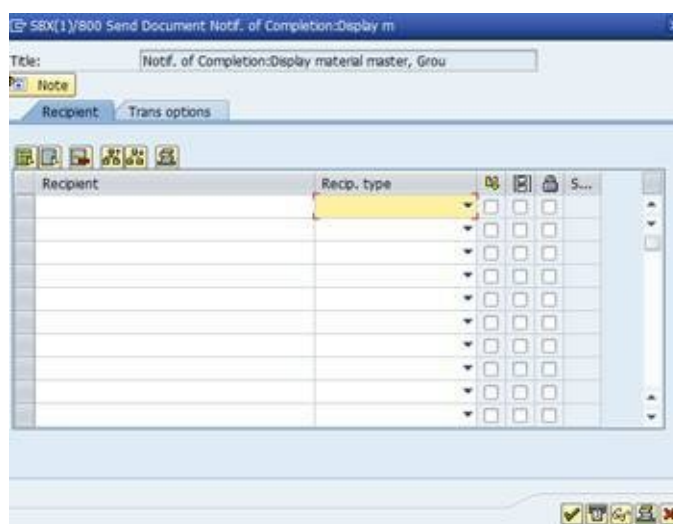 SBX(1)/800 Send Document Notif. of Completion:Display m
Title: Notif. of Completion:Display material master, Grou
Note
Recipient Trans options
Recipient Recip. type S...